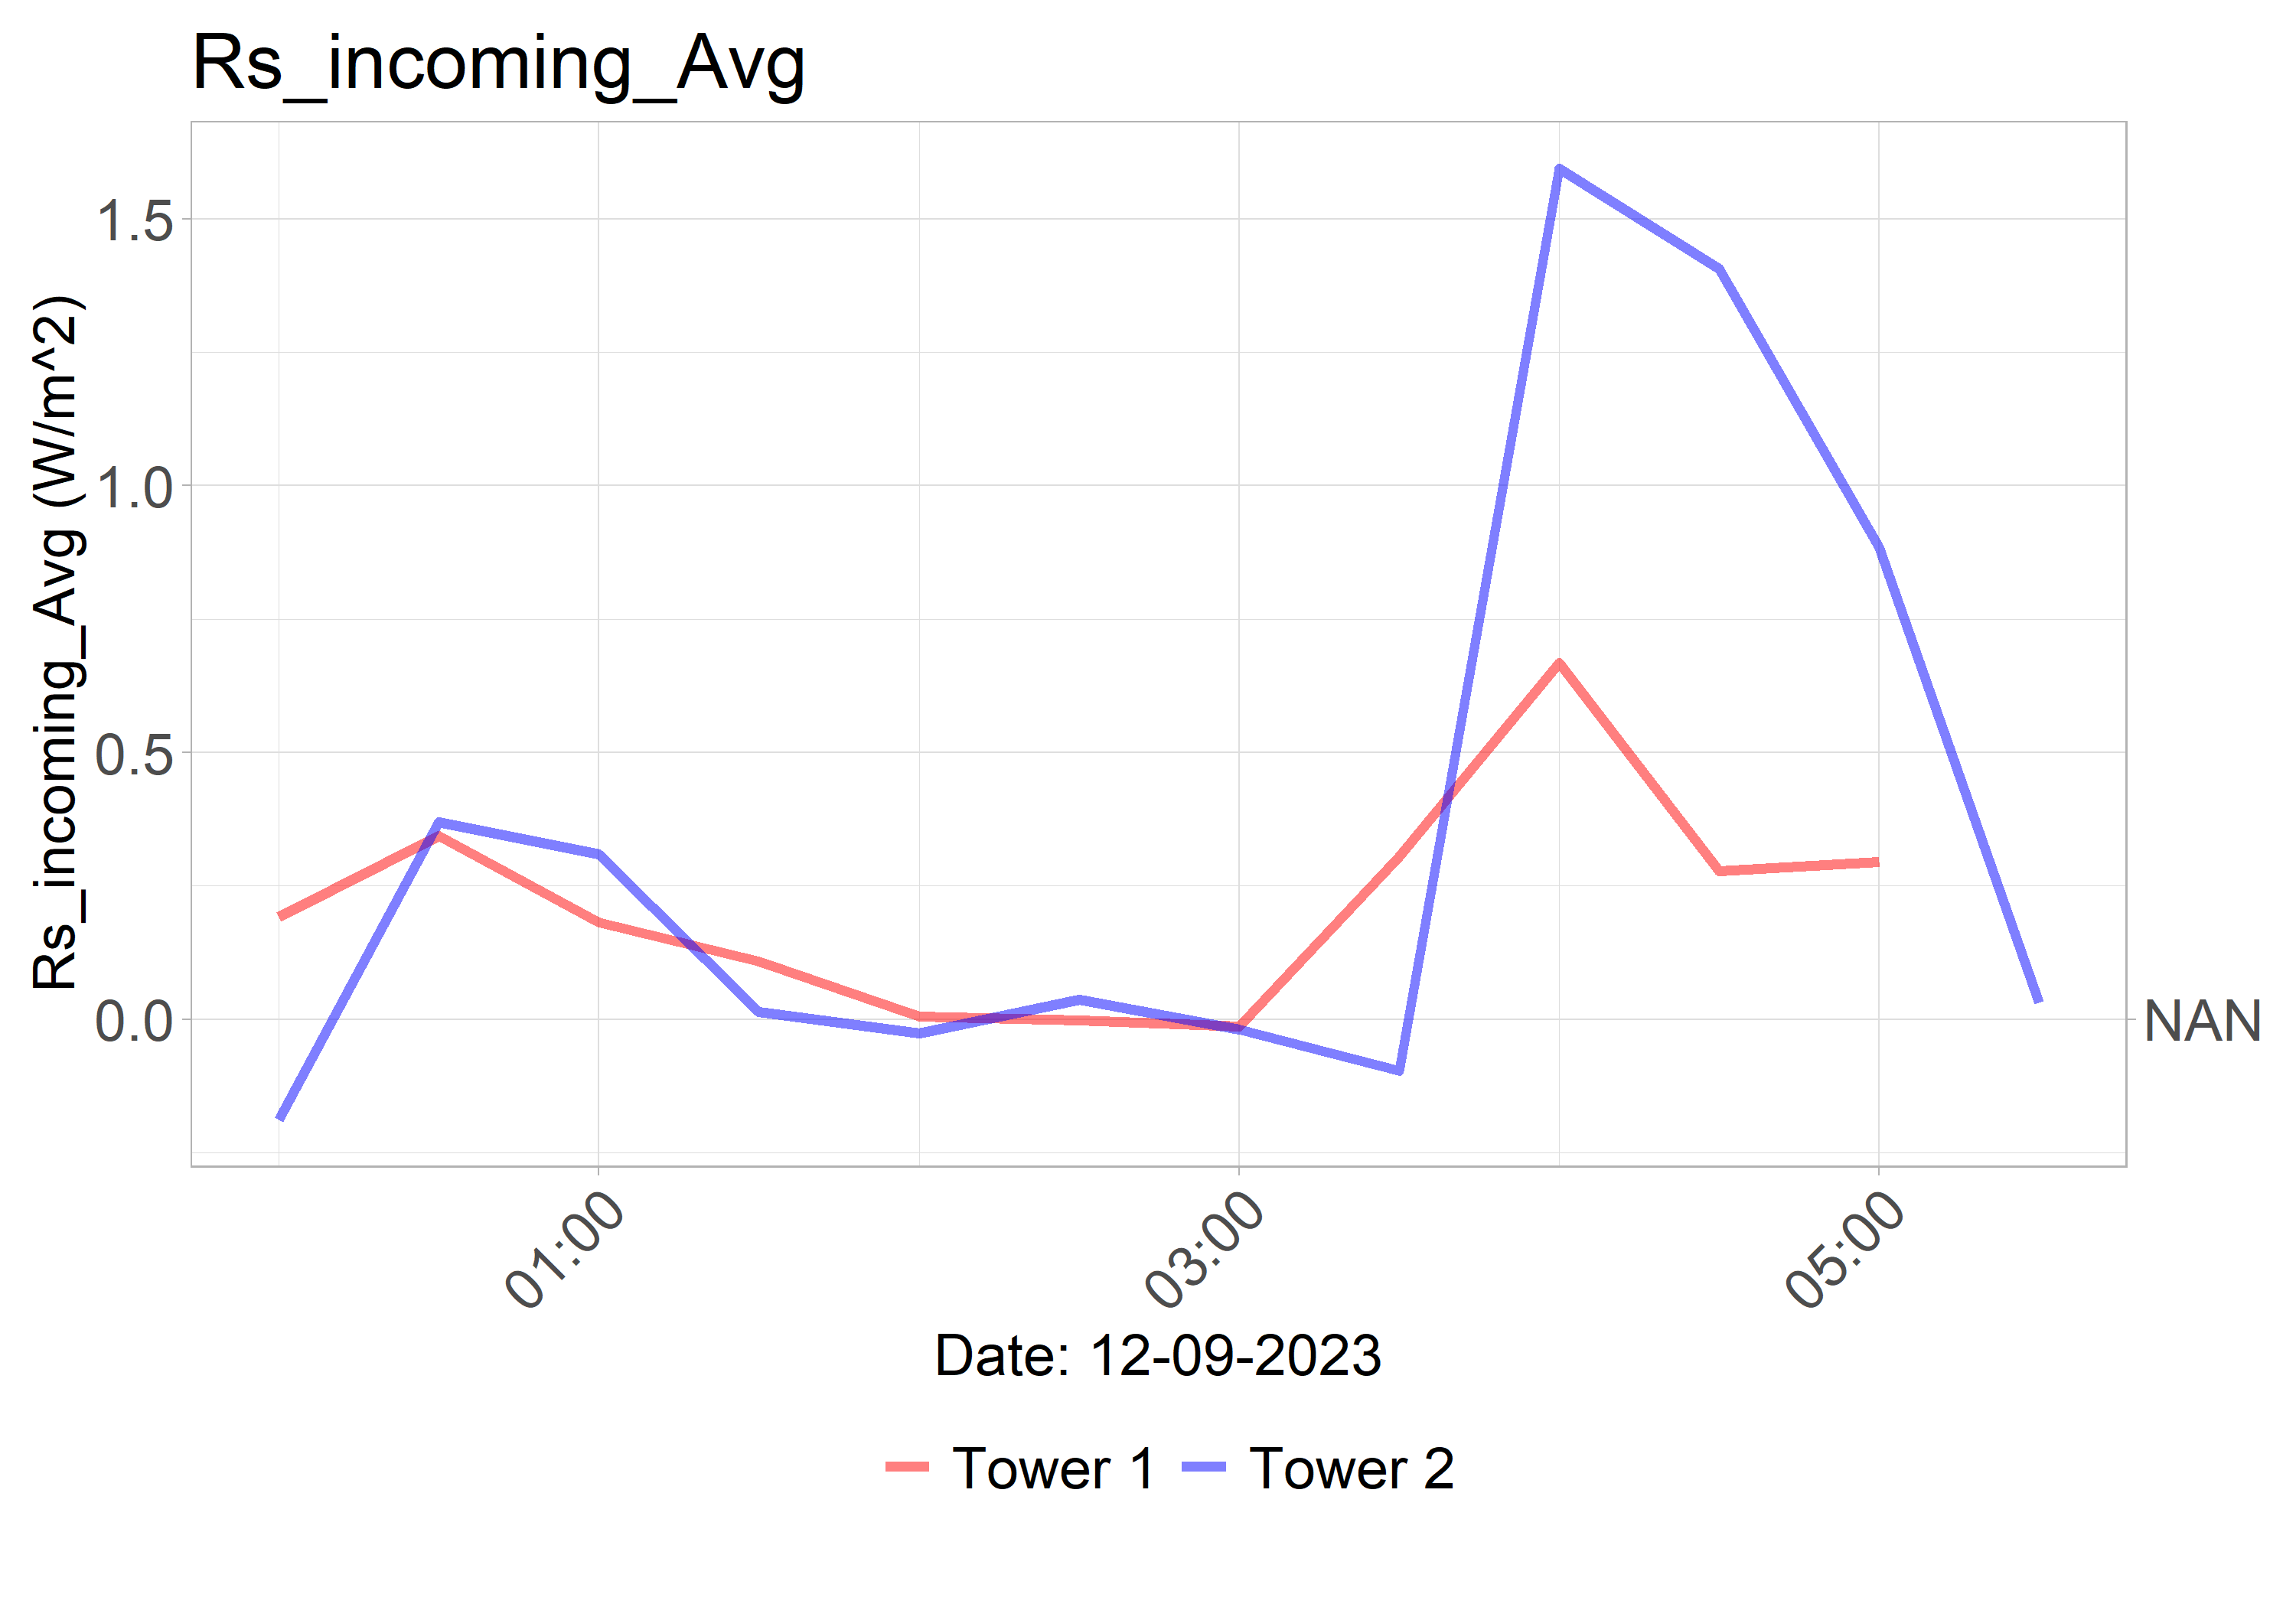 Rs_incoming_Avg
Rs_incoming_Avg (W/m^2)
1.5
1.0
0.5
0.0
NAN
01:00
03:00
05:00
Date: 12-09-2023
Tower 1
Tower 2